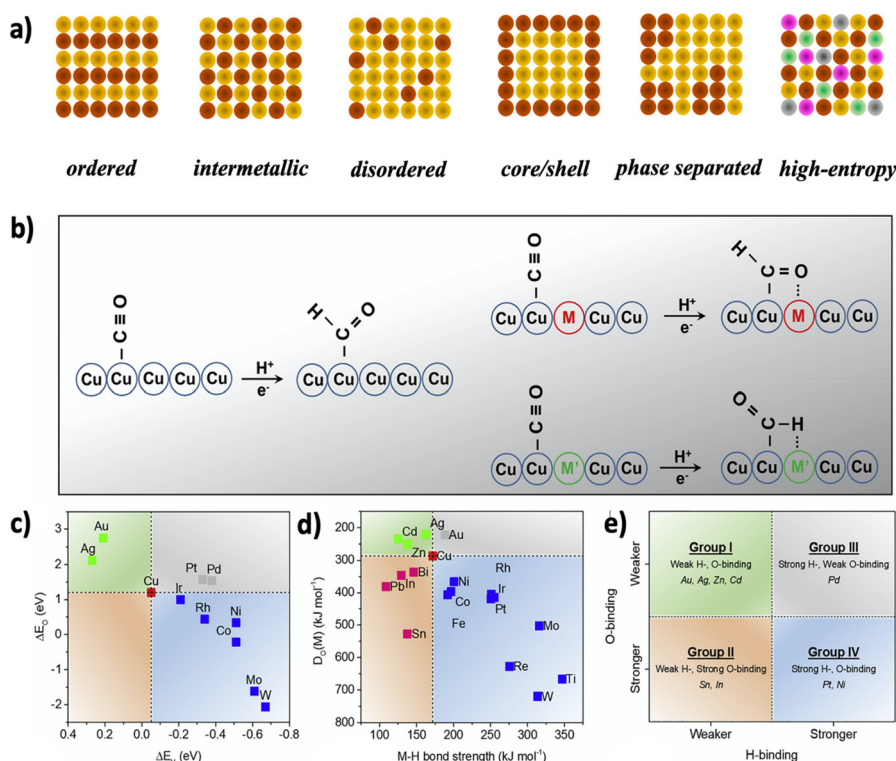 a)
ordered
intermetallic
disordered
core/shell
phase separated
high-entropy
b)
O
≡
C
Cu Cu Cu Cu Cu
H⁺
e⁻
H
C
=
O
Cu Cu Cu Cu Cu
O
≡
C
Cu Cu M Cu Cu
H⁺
e⁻
H
C = O
Cu Cu M Cu Cu
O
≡
C
Cu Cu M' Cu Cu
H⁺
e⁻
O
=
C - H
Cu Cu M' Cu Cu
c)
ΔE_O (eV)
3
2
1
0
-1
-2
Au
Ag
Cu
Pt
Pd
Ir
Rh
Ni
Co
Mo
W
0.4
0.2
0.0
-0.2
-0.4
-0.6
-0.8
(eV)
d)
D_O(M) (kJ mol⁻¹)
200
300
400
500
600
700
800
Ag
Cd
Au
Zn
Cu
Bi
Rh
In
Pb
Ni
Ir
Co
Pt
Fe
Sn
Mo
Re
Ti
W
100
150
200
250
300
350
M-H bond strength (kJ mol⁻¹)
e)
O-binding
Weaker
Stronger
Group I
Weak H-, O-binding
Au, Ag, Zn, Cd
Group III
Strong H-, Weak O-binding
Pd
Group II
Weak H-, Strong O-binding
Sn, In
Group IV
Strong H-, O-binding
Pt, Ni
Weaker
Stronger
H-binding